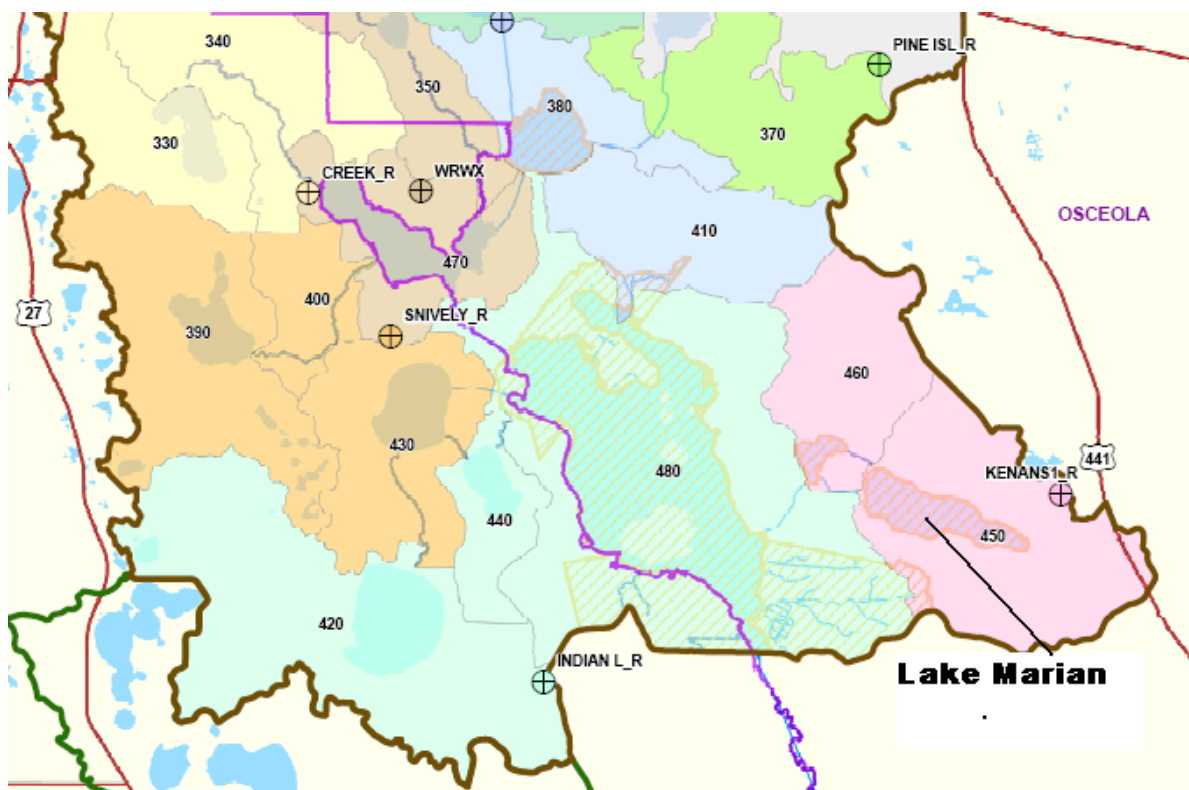 340
PINE ISL_R
350
380
330
370
CREEK_R
WRWX
OSCEOLA
410
470
400
27
SNIVELY_R
390
460
430
441
480
KENANS1_R
440
450
420
INDIAN L_R
Lake Marian
.